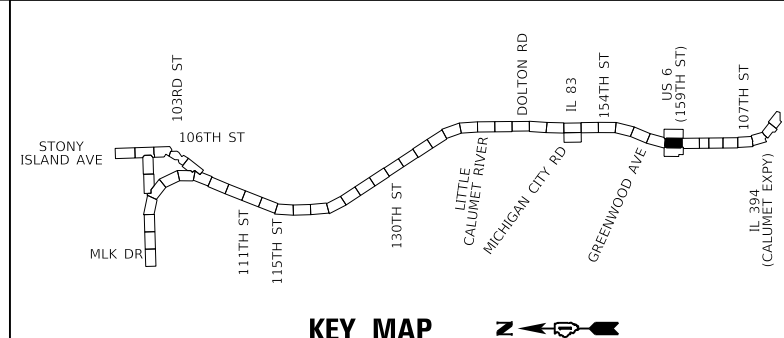 103RD ST
106TH ST
STONY
ISLAND AVE
MLK DR
111TH ST
115TH ST
130TH ST
LITTLE
CALUMET RIVER
DOLTON RD
MICHIGAN CITY RD
IL 83
154TH ST
GREENWOOD AVE
US 6
(159TH ST)
107TH ST
IL 394
(CALUMET EXPY)
KEY MAP
N